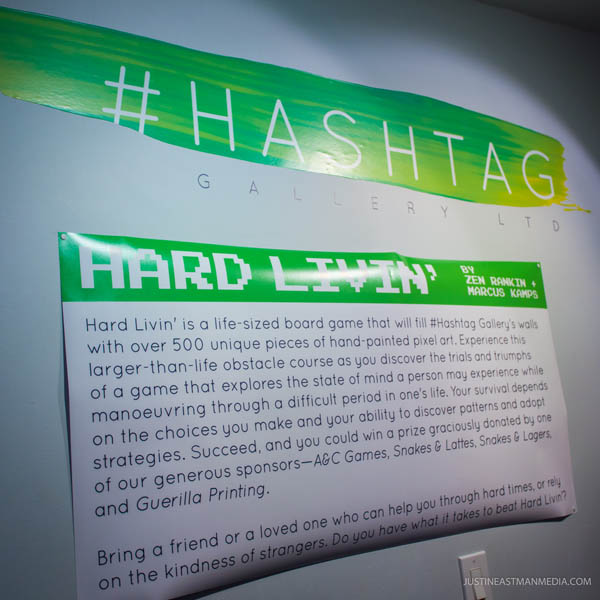 #HASHTAG
GALLERY LTD
HARD LIVIN'
BY
ZEN RANKIN +
MARCUS KAMPS
Hard Livin' is a life-sized board game that will fill #Hashtag Gallery's walls
with over 500 unique pieces of hand-painted pixel art. Experience this
larger-than-life obstacle course as you discover the trials and triumphs
of a game that explores the state of mind a person may experience while
manoeuvring through a difficult period in one's life. Your survival depends
on the choices you make and your ability to discover patterns and adopt
strategies. Succeed, and you could win a prize graciously donated by one
of our generous sponsors—A&C Games, Snakes & Lattes, Snakes & Lagers,
and Guerilla Printing.
Bring a friend or a loved one who can help you through hard times, or rely
on the kindness of strangers. Do you have what it takes to beat Hard Livin'?
JUSTINEASTMANMEDIA.COM